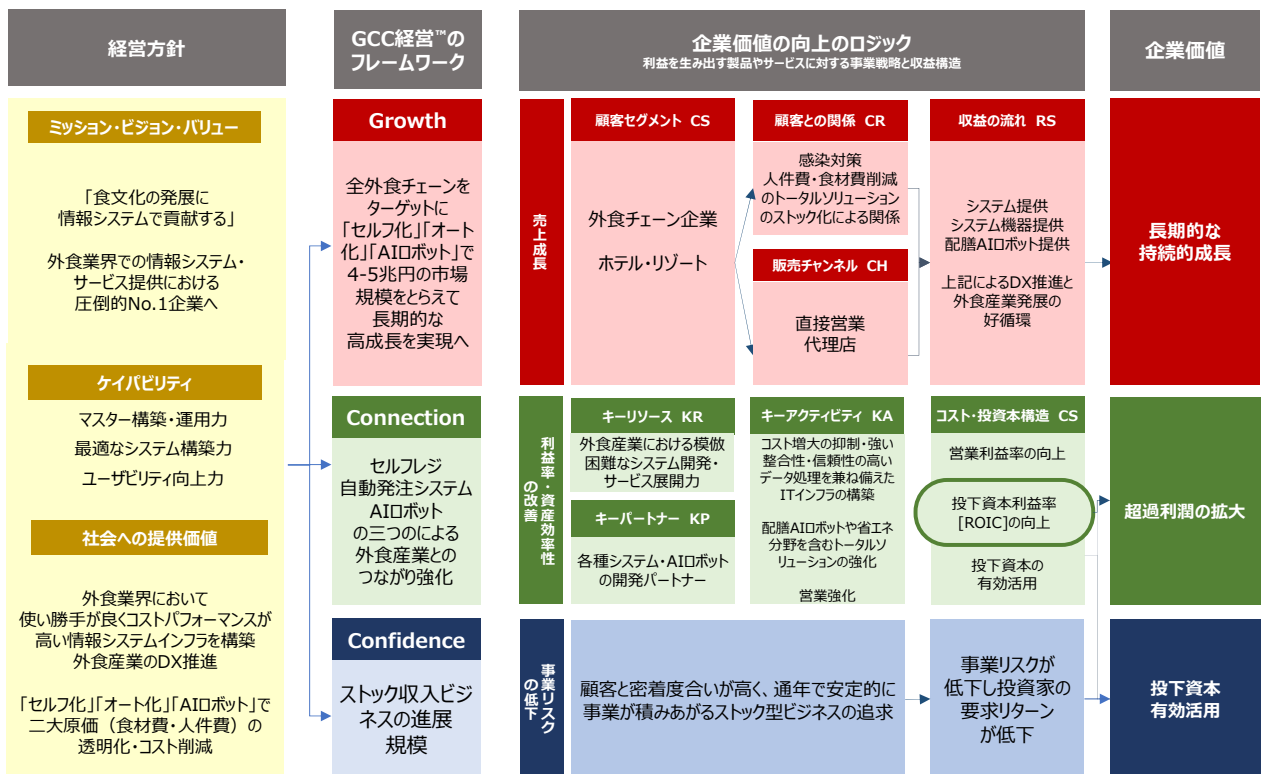 経営方針
GCC経営™の
フレームワーク
企業価値の向上のロジック
利益を生み出す製品やサービスに対する事業戦略と収益構造
企業価値
ミッション・ビジョン・バリュー
「食文化の発展に
情報システムで貢献する」
外食業界での情報システム・
サービス提供における
圧倒的No.1企業へ
ケイパビリティ
マスター構築・運用力
最適なシステム構築力
ユーザビリティ向上力
社会への提供価値
外食業界において
使い勝手が良くコストパフォーマンスが
高い情報システムインフラを構築
外食産業のDX推進
「セルフ化」「オート化」「AIロボット」で
二大原価（食材費・人件費）の
透明化・コスト削減
Growth
全外食チェーンを
ターゲットに
「セルフ化」「オート
化」「AIロボット」で
4-5兆円の市場
規模をとらえて
長期的な
高成長を実現へ
Connection
セルフレジ
自動発注システム
AIロボット
の三つのによる
外食産業との
つながり強化
Confidence
ストック収入ビジ
ネスの進展
規模
売上成長
顧客セグメント CS
外食チェーン企業
ホテル・リゾート
顧客との関係 CR
感染対策
人件費・食材費削減
のトータルソリューション
のストック化による関係
販売チャンネル CH
直接営業
代理店
収益の流れ RS
システム提供
システム機器提供
配膳AIロボット提供
上記によるDX推進と
外食産業発展の
好循環
長期的な
持続的成長
利益率・資産効率性
の改善
キーリソース KR
外食産業における模倣
困難なシステム開発・
サービス展開力
キーパートナー KP
各種システム・AIロボット
の開発パートナー
キーアクティビティ KA
コスト増大の抑制・強い
整合性・信頼性の高い
データ処理を兼ね備えた
ITインフラの構築
配膳AIロボットや省エネ
分野を含むトータルソ
リューションの強化
営業強化
コスト・投資本構造 CS
営業利益率の向上
投下資本利益率
[ROIC]の向上
投下資本の
有効活用
超過利潤の拡大
事業リスク
の低下
顧客と密着度合いが高く、通年で安定的に
事業が積みあがるストック型ビジネスの追求
事業リスクが
低下し投資家の
要求リターン
が低下
投下資本
有効活用